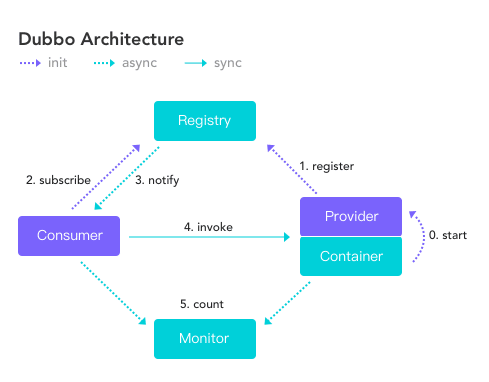 Dubbo Architecture
init async sync
Registry
1. register
2. subscribe 3. notify
Provider
Consumer
4. invoke
0. start
Container
5. count
Monitor